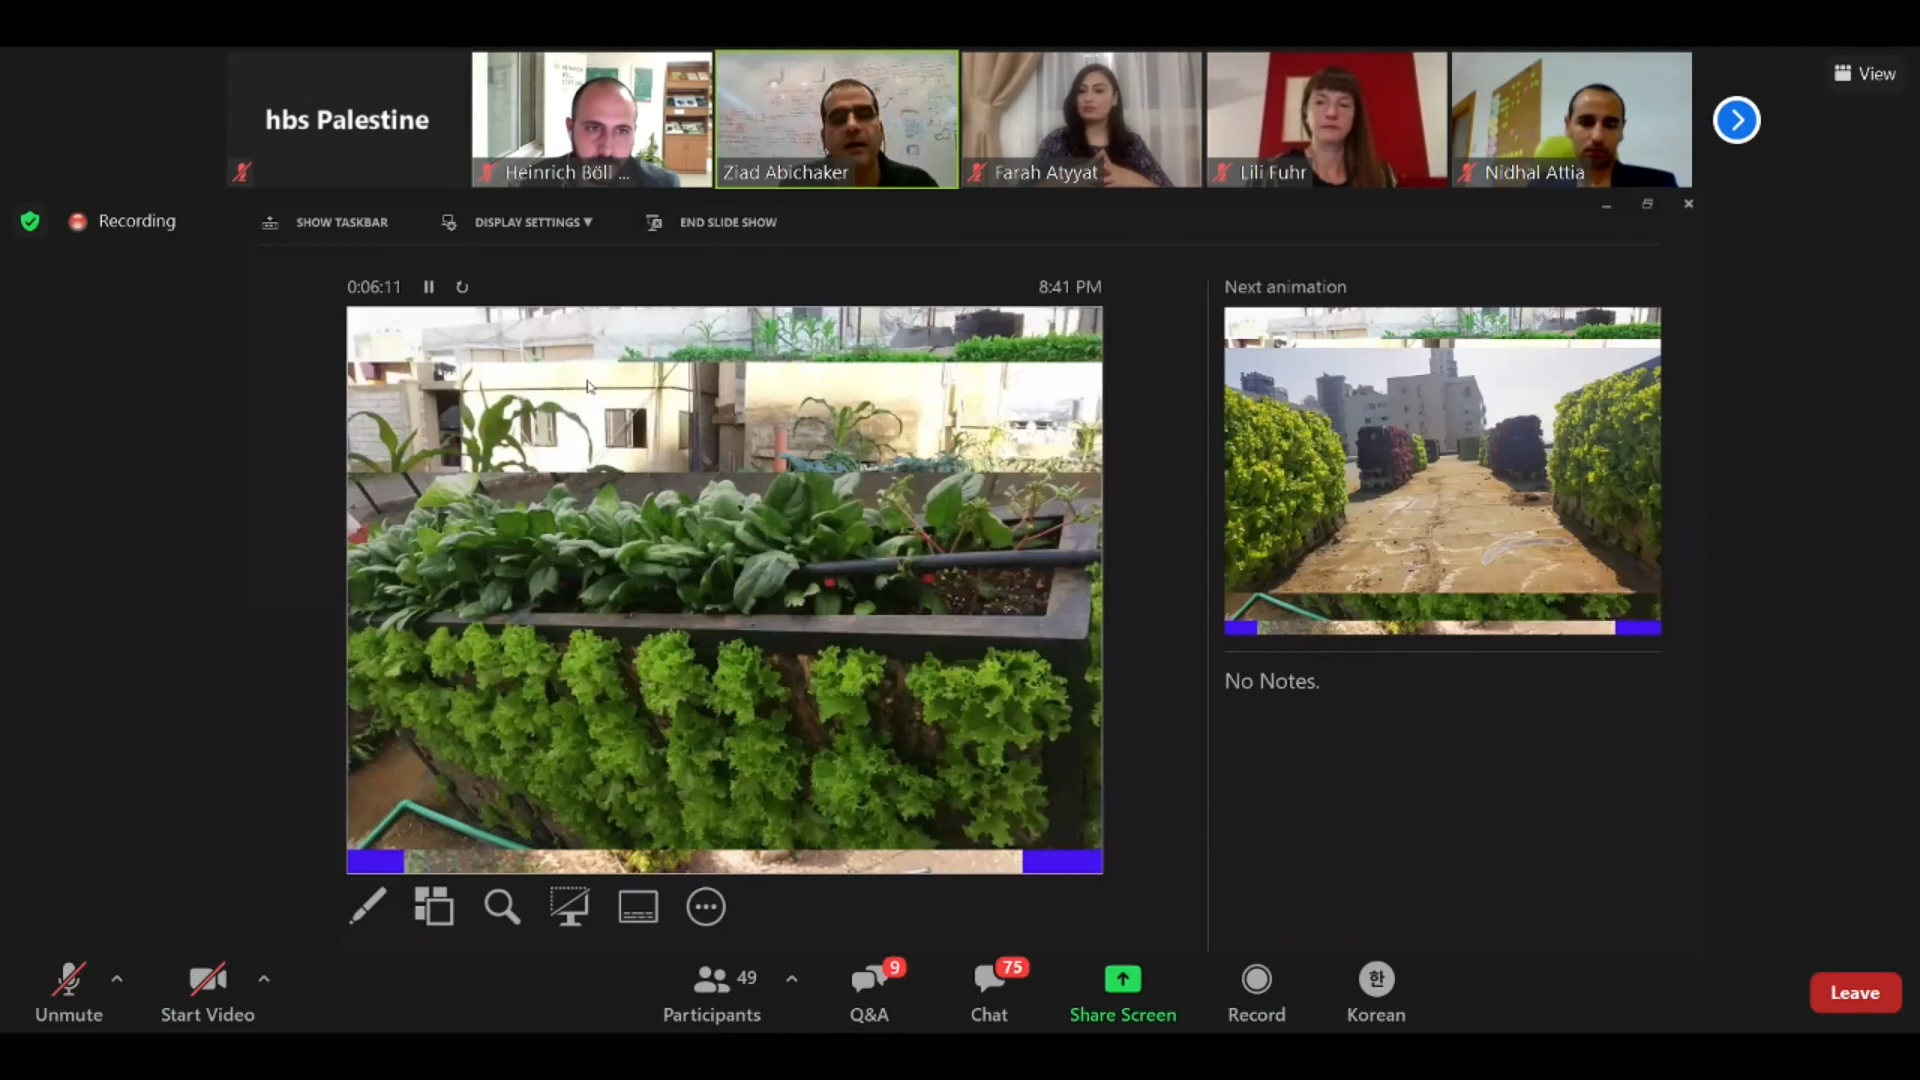 hbs Palestine
Heinrich Böll ...
Ziad Abichaker
Farah Atyyat
Lili Fuhr
Nidhal Attia
View
Recording
SHOW TASKBAR
DISPLAY SETTINGS ▼
END SLIDE SHOW
0:06:11
8:41 PM
Next animation
No Notes.
Unmute
Start Video
49
Participants
9
Q&A
75
Chat
Share Screen
Record
한
Korean
Leave